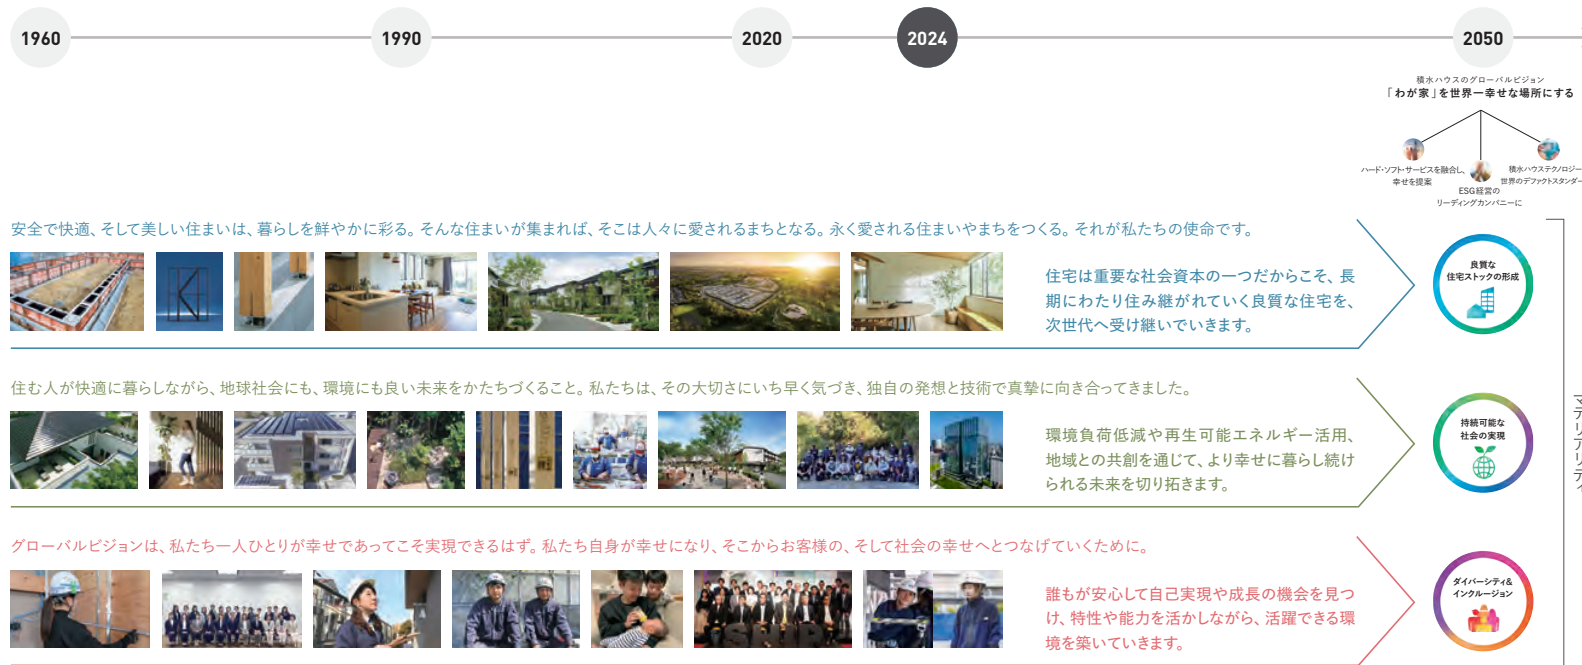 1960
1990
2020
2024
2050
積水ハウスのグローバルビジョン
「わが家」を世界一幸せな場所にする
ハード・ソフト・サービスを融合し、
幸せを提案
ESG経営の
リーディングカンパニーに
積水ハウステクノロジー
世界のデファクトスタンダー
安全で快適、そして美しい住まいは、暮らしを鮮やかに彩る。そんな住まいが集まれば、そこは人々に愛されるまちとなる。永く愛される住まいやまちをつくる。それが私たちの使命です。
住宅は重要な社会資本の一つだからこそ、長
期にわたり住み継がれていく良質な住宅を、
次世代へ受け継いでいきます。
良質な
住宅ストックの形成
住む人が快適に暮らしながら、地球社会にも、環境にも良い未来をかたちづくること。私たちは、その大切さにいち早く気づき、独自の発想と技術で真摯に向き合ってきました。
環境負荷低減や再生可能エネルギー活用、
地域との共創を通じて、より幸せに暮らし続け
られる未来を切り拓きます。
持続可能な
社会の実現
マテリアリティ
グローバルビジョンは、私たち一人ひとりが幸せであってこそ実現できるはず。私たち自身が幸せになり、そこからお客様の、そして社会の幸せへとつなげていくために。
誰もが安心して自己実現や成長の機会を見つ
け、特性や能力を活かしながら、活躍できる環
境を築いていきます。
ダイバーシティ&
インクルージョン